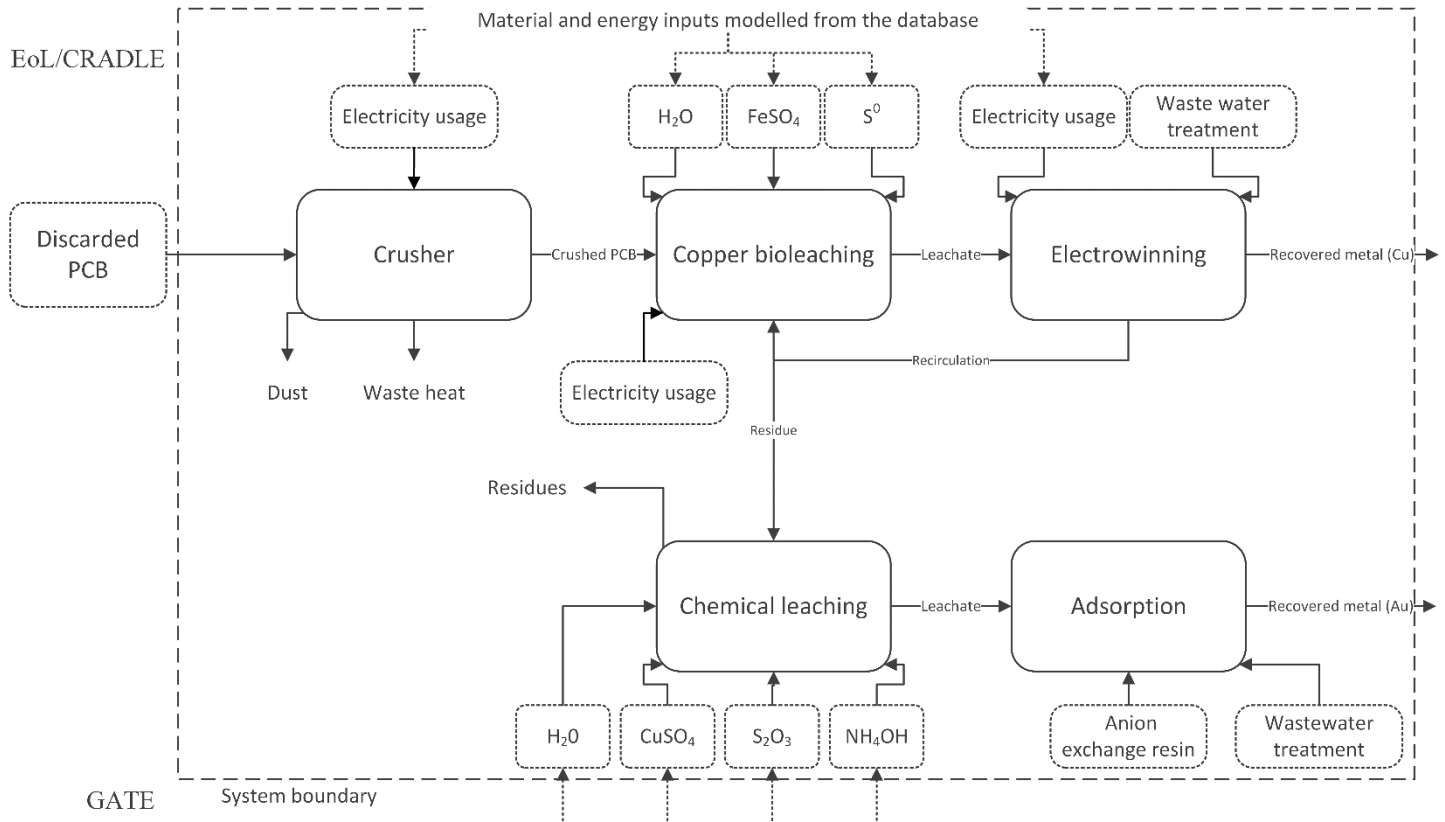 Material and energy inputs modelled from the database
EoL/CRADLE
Electricity usage
H₂O
FeSO₄
S⁰
Electricity usage
Waste water
treatment
Discarded
PCB
Crusher
Crushed PCB
Copper bioleaching
Leachate
Electrowinning
Recovered metal (Cu)
Recirculation
Dust
Waste heat
Electricity usage
Residue
Residues
Chemical leaching
Leachate
Adsorption
Recovered metal (Au)
H₂0
CuSO₄
S₂O₃
NH₄OH
Anion
exchange resin
Wastewater
treatment
System boundary
GATE